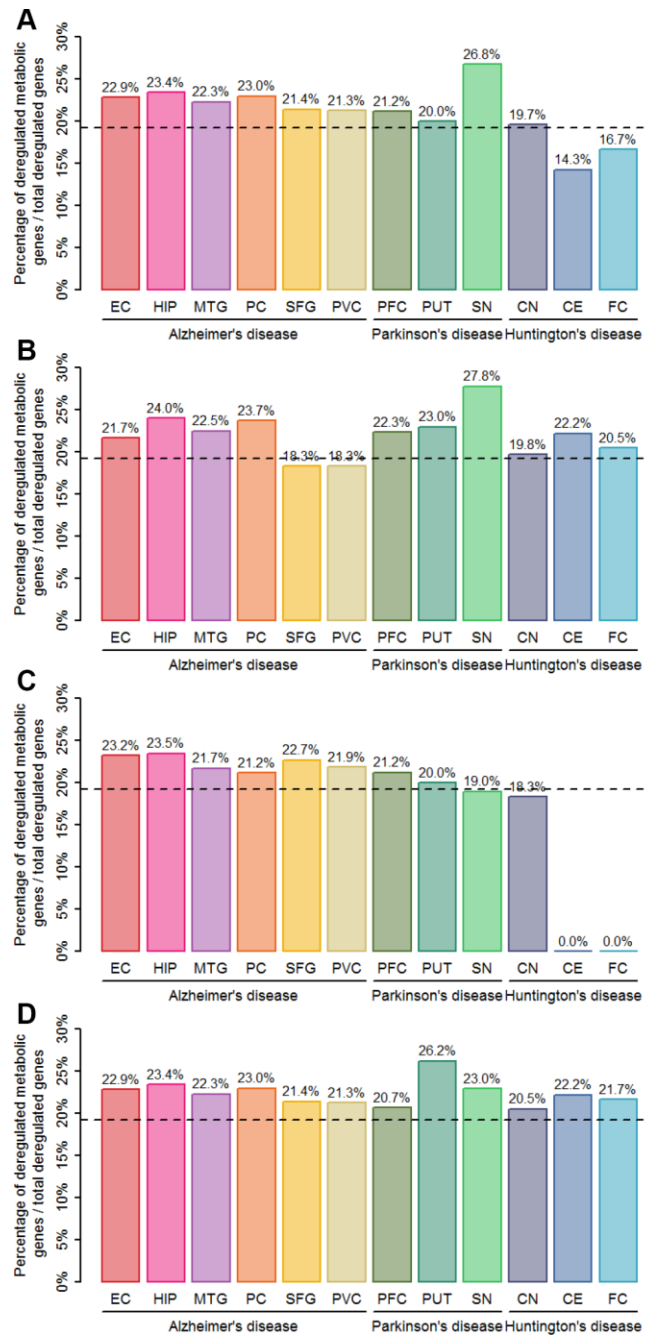 A
Percentage of deregulated metabolic
genes / total deregulated genes
30%
25%
20%
15%
10%
5%
0%
22.9% 23.4% 22.3% 23.0% 21.4% 21.3% 21.2% 20.0% 26.8% 19.7% 14.3% 16.7%
EC HIP MTG PC SFG PVC PFC PUT SN CN CE FC
Alzheimer's disease Parkinson's disease Huntington's disease
B
Percentage of deregulated metabolic
genes / total deregulated genes
30%
25%
20%
15%
10%
5%
0%
21.7% 24.0% 22.5% 23.7% 18.3% 18.3% 22.3% 23.0% 27.8% 19.8% 22.2% 20.5%
EC HIP MTG PC SFG PVC PFC PUT SN CN CE FC
Alzheimer's disease Parkinson's disease Huntington's disease
C
Percentage of deregulated metabolic
genes / total deregulated genes
30%
25%
20%
15%
10%
5%
0%
23.2% 23.5% 21.7% 21.2% 22.7% 21.9% 21.2% 20.0% 19.0% 18.3% 0.0% 0.0%
EC HIP MTG PC SFG PVC PFC PUT SN CN CE FC
Alzheimer's disease Parkinson's disease Huntington's disease
D
Percentage of deregulated metabolic
genes / total deregulated genes
30%
25%
20%
15%
10%
5%
0%
22.9% 23.4% 22.3% 23.0% 21.4% 21.3% 20.7% 26.2% 23.0% 20.5% 22.2% 21.7%
EC HIP MTG PC SFG PVC PFC PUT SN CN CE FC
Alzheimer's disease Parkinson's disease Huntington's disease